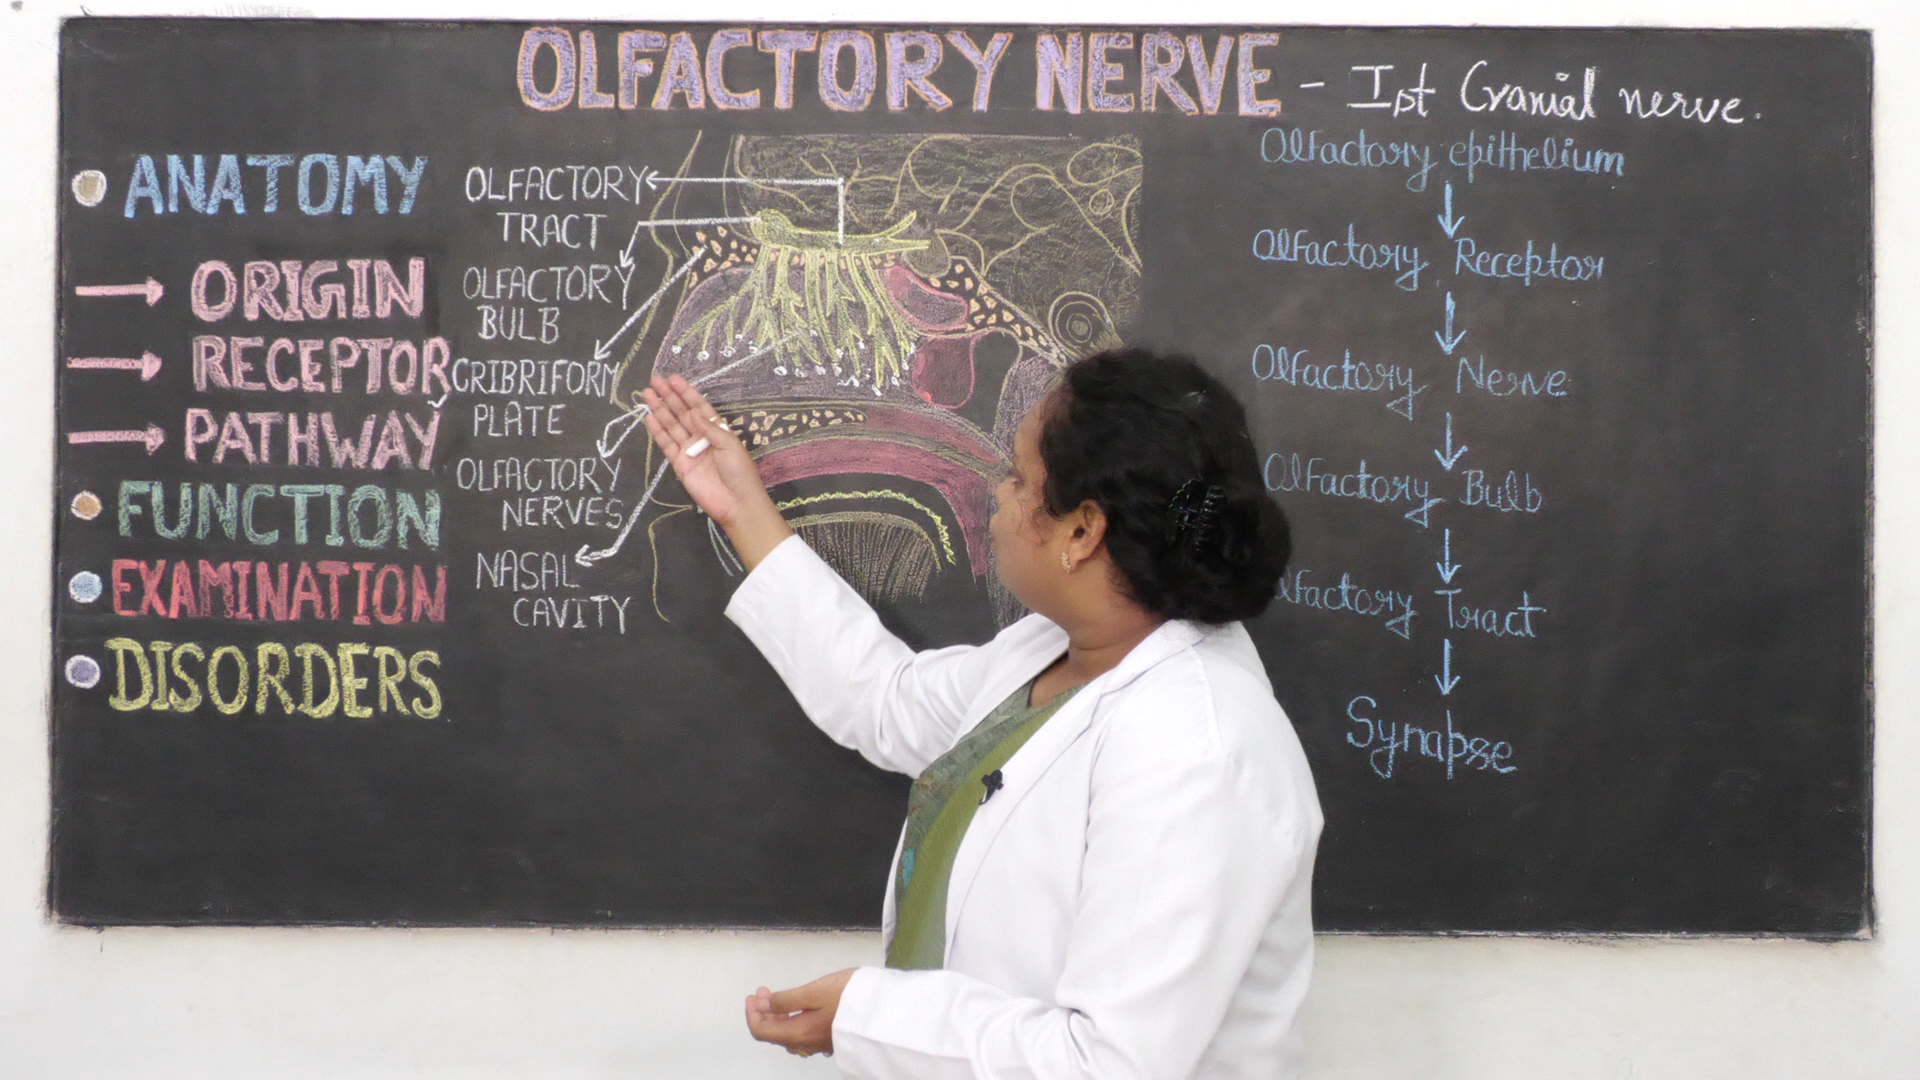 OLFACTORY NERVE - Ist Cranial nerve.
ANATOMY
ORIGIN
RECEPTOR
PATHWAY
FUNCTION
EXAMINATION
DISORDERS
OLFACTORY
TRACT
OLFACTORY
BULB
CRIBRIFORM
PLATE
OLFACTORY
NERVES
NASAL
CAVITY
Olfactory epithelium
Olfactory Receptor
Olfactory Nerve
Olfactory Bulb
Olfactory Tract
Synapse